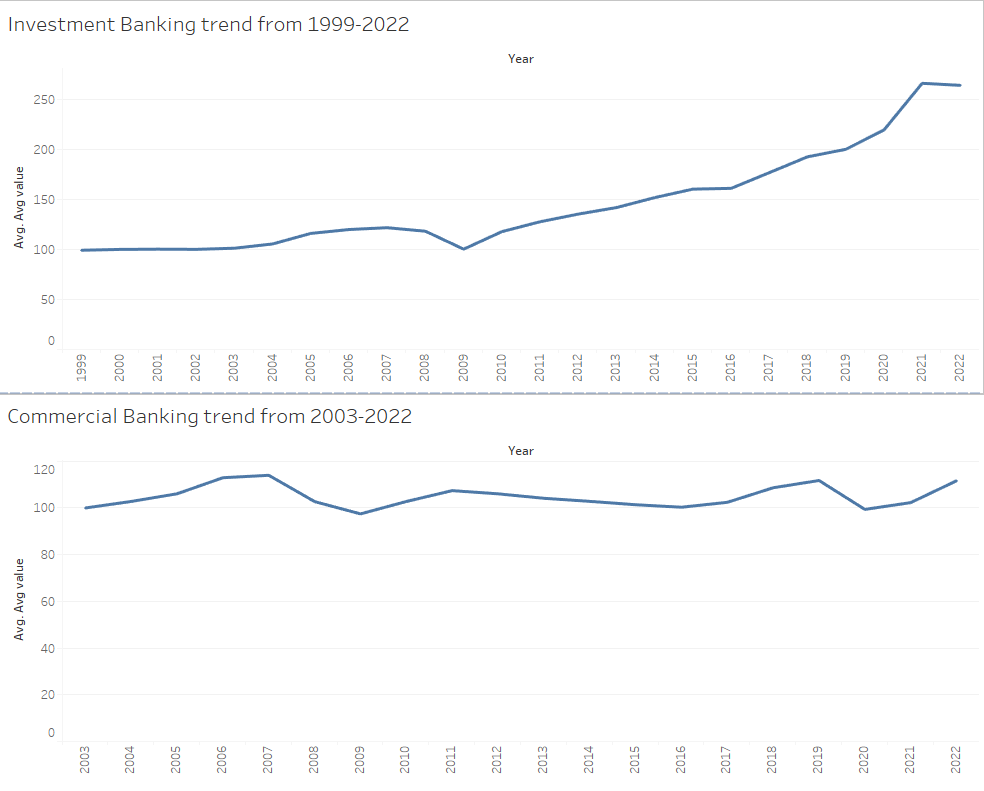 Investment Banking trend from 1999-2022
Year
Avg. Avg value
250
200
150
100
50
0
1999 2000 2001 2002 2003 2004 2005 2006 2007 2008 2009 2010 2011 2012 2013 2014 2015 2016 2017 2018 2019 2020 2021 2022
Commercial Banking trend from 2003-2022
Year
Avg. Avg value
120
100
80
60
40
20
0
2003 2004 2005 2006 2007 2008 2009 2010 2011 2012 2013 2014 2015 2016 2017 2018 2019 2020 2021 2022